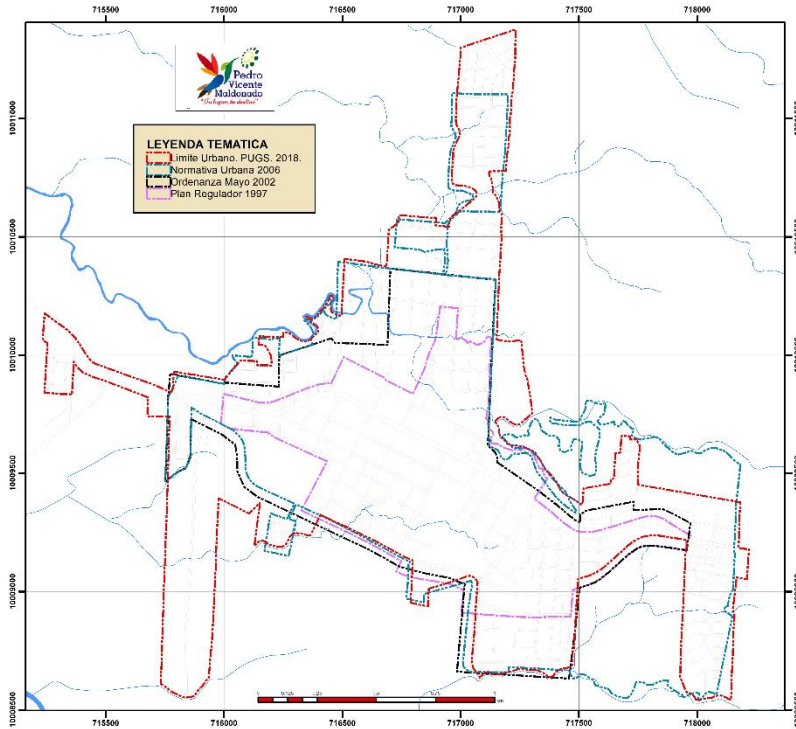 715500 716000 716500 717000 717500 718000
Pedro
Vicente
Maldonado
LEYENDA TEMATICA
Limite Urbano. PUGS. 2018.
Normativa Urbana 2006
Ordenanza Mayo 2002
Plan Regulador 1997
10011000
10010000
10009500
10009000
10008500
715500 716000 716500 717000 717500 718000